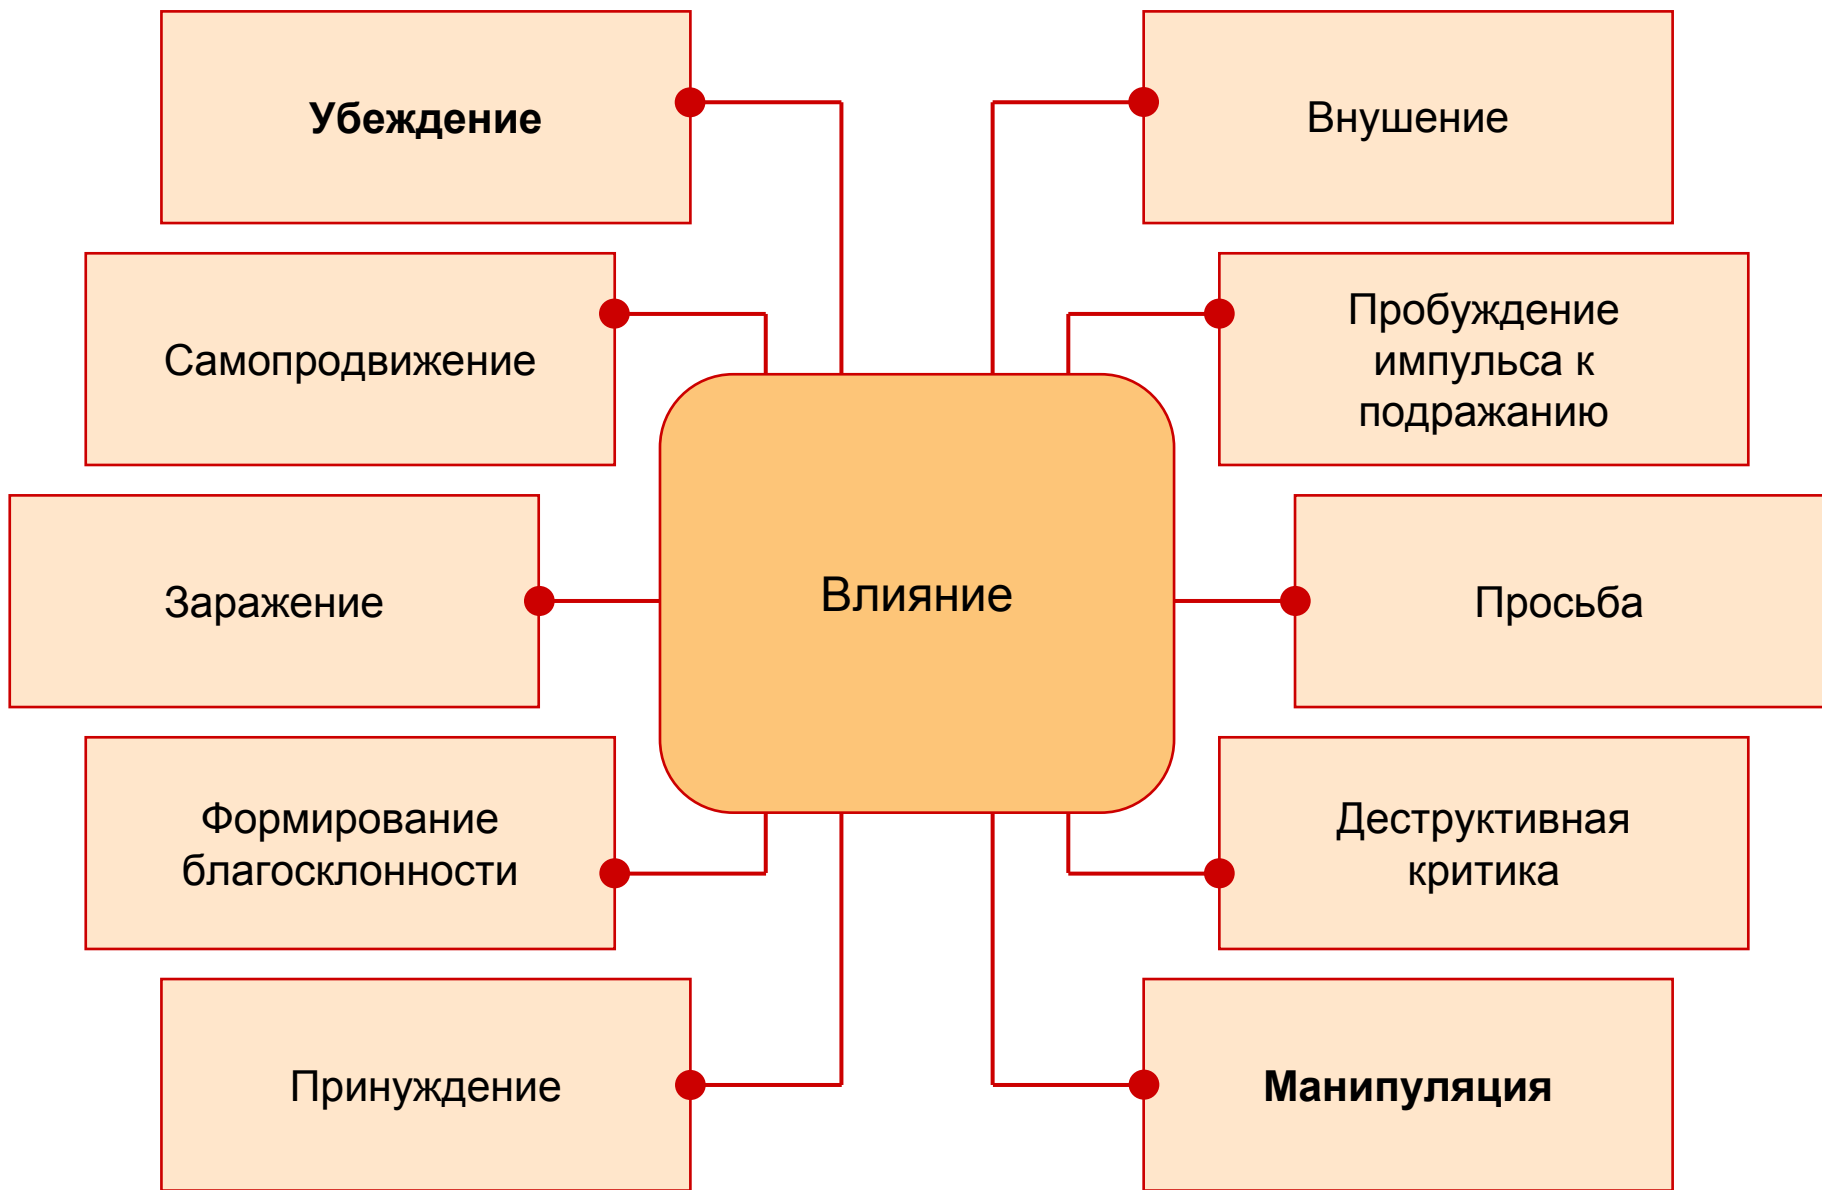 Убеждение
Внушение
Самопродвижение
Пробуждение
импульса к
подражанию
Заражение
Влияние
Просьба
Формирование
благосклонности
Деструктивная
критика
Принуждение
Манипуляция